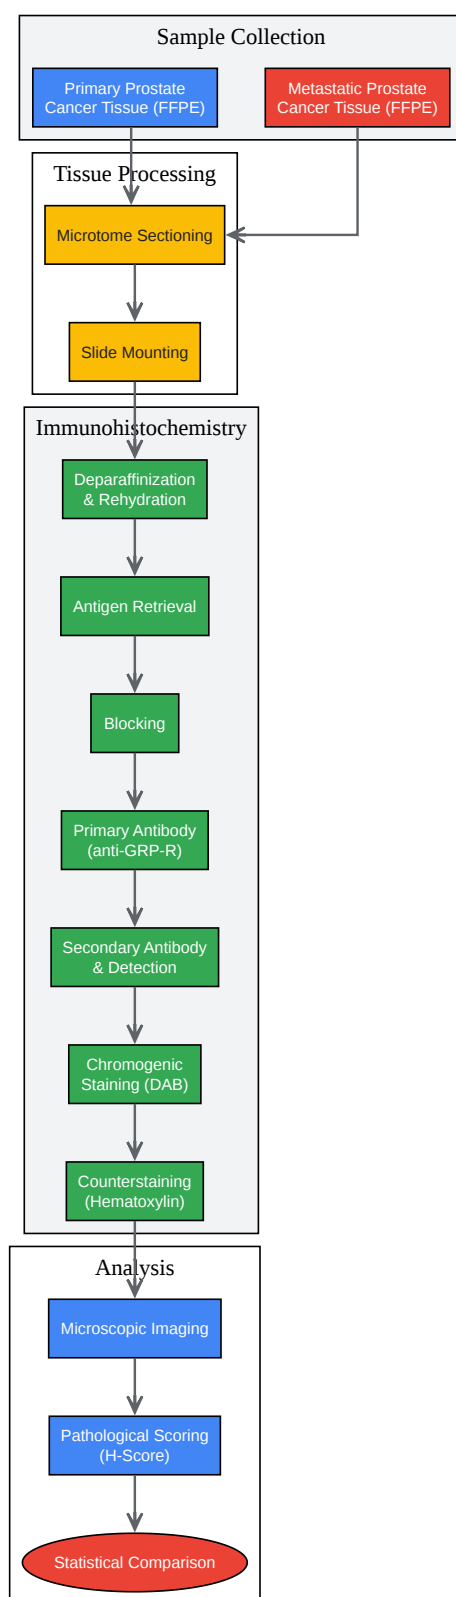 Sample Collection
Primary Prostate
Cancer Tissue (FFPE)
Metastatic Prostate
Cancer Tissue (FFPE)
Tissue Processing
Microtome Sectioning
Slide Mounting
Immunohistochemistry
Deparaffinization
& Rehydration
Antigen Retrieval
Blocking
Primary Antibody
(anti-GRP-R)
Secondary Antibody
& Detection
Chromogenic
Staining (DAB)
Counterstaining
(Hematoxylin)
Analysis
Microscopic Imaging
Pathological Scoring
(H-Score)
Statistical Comparison